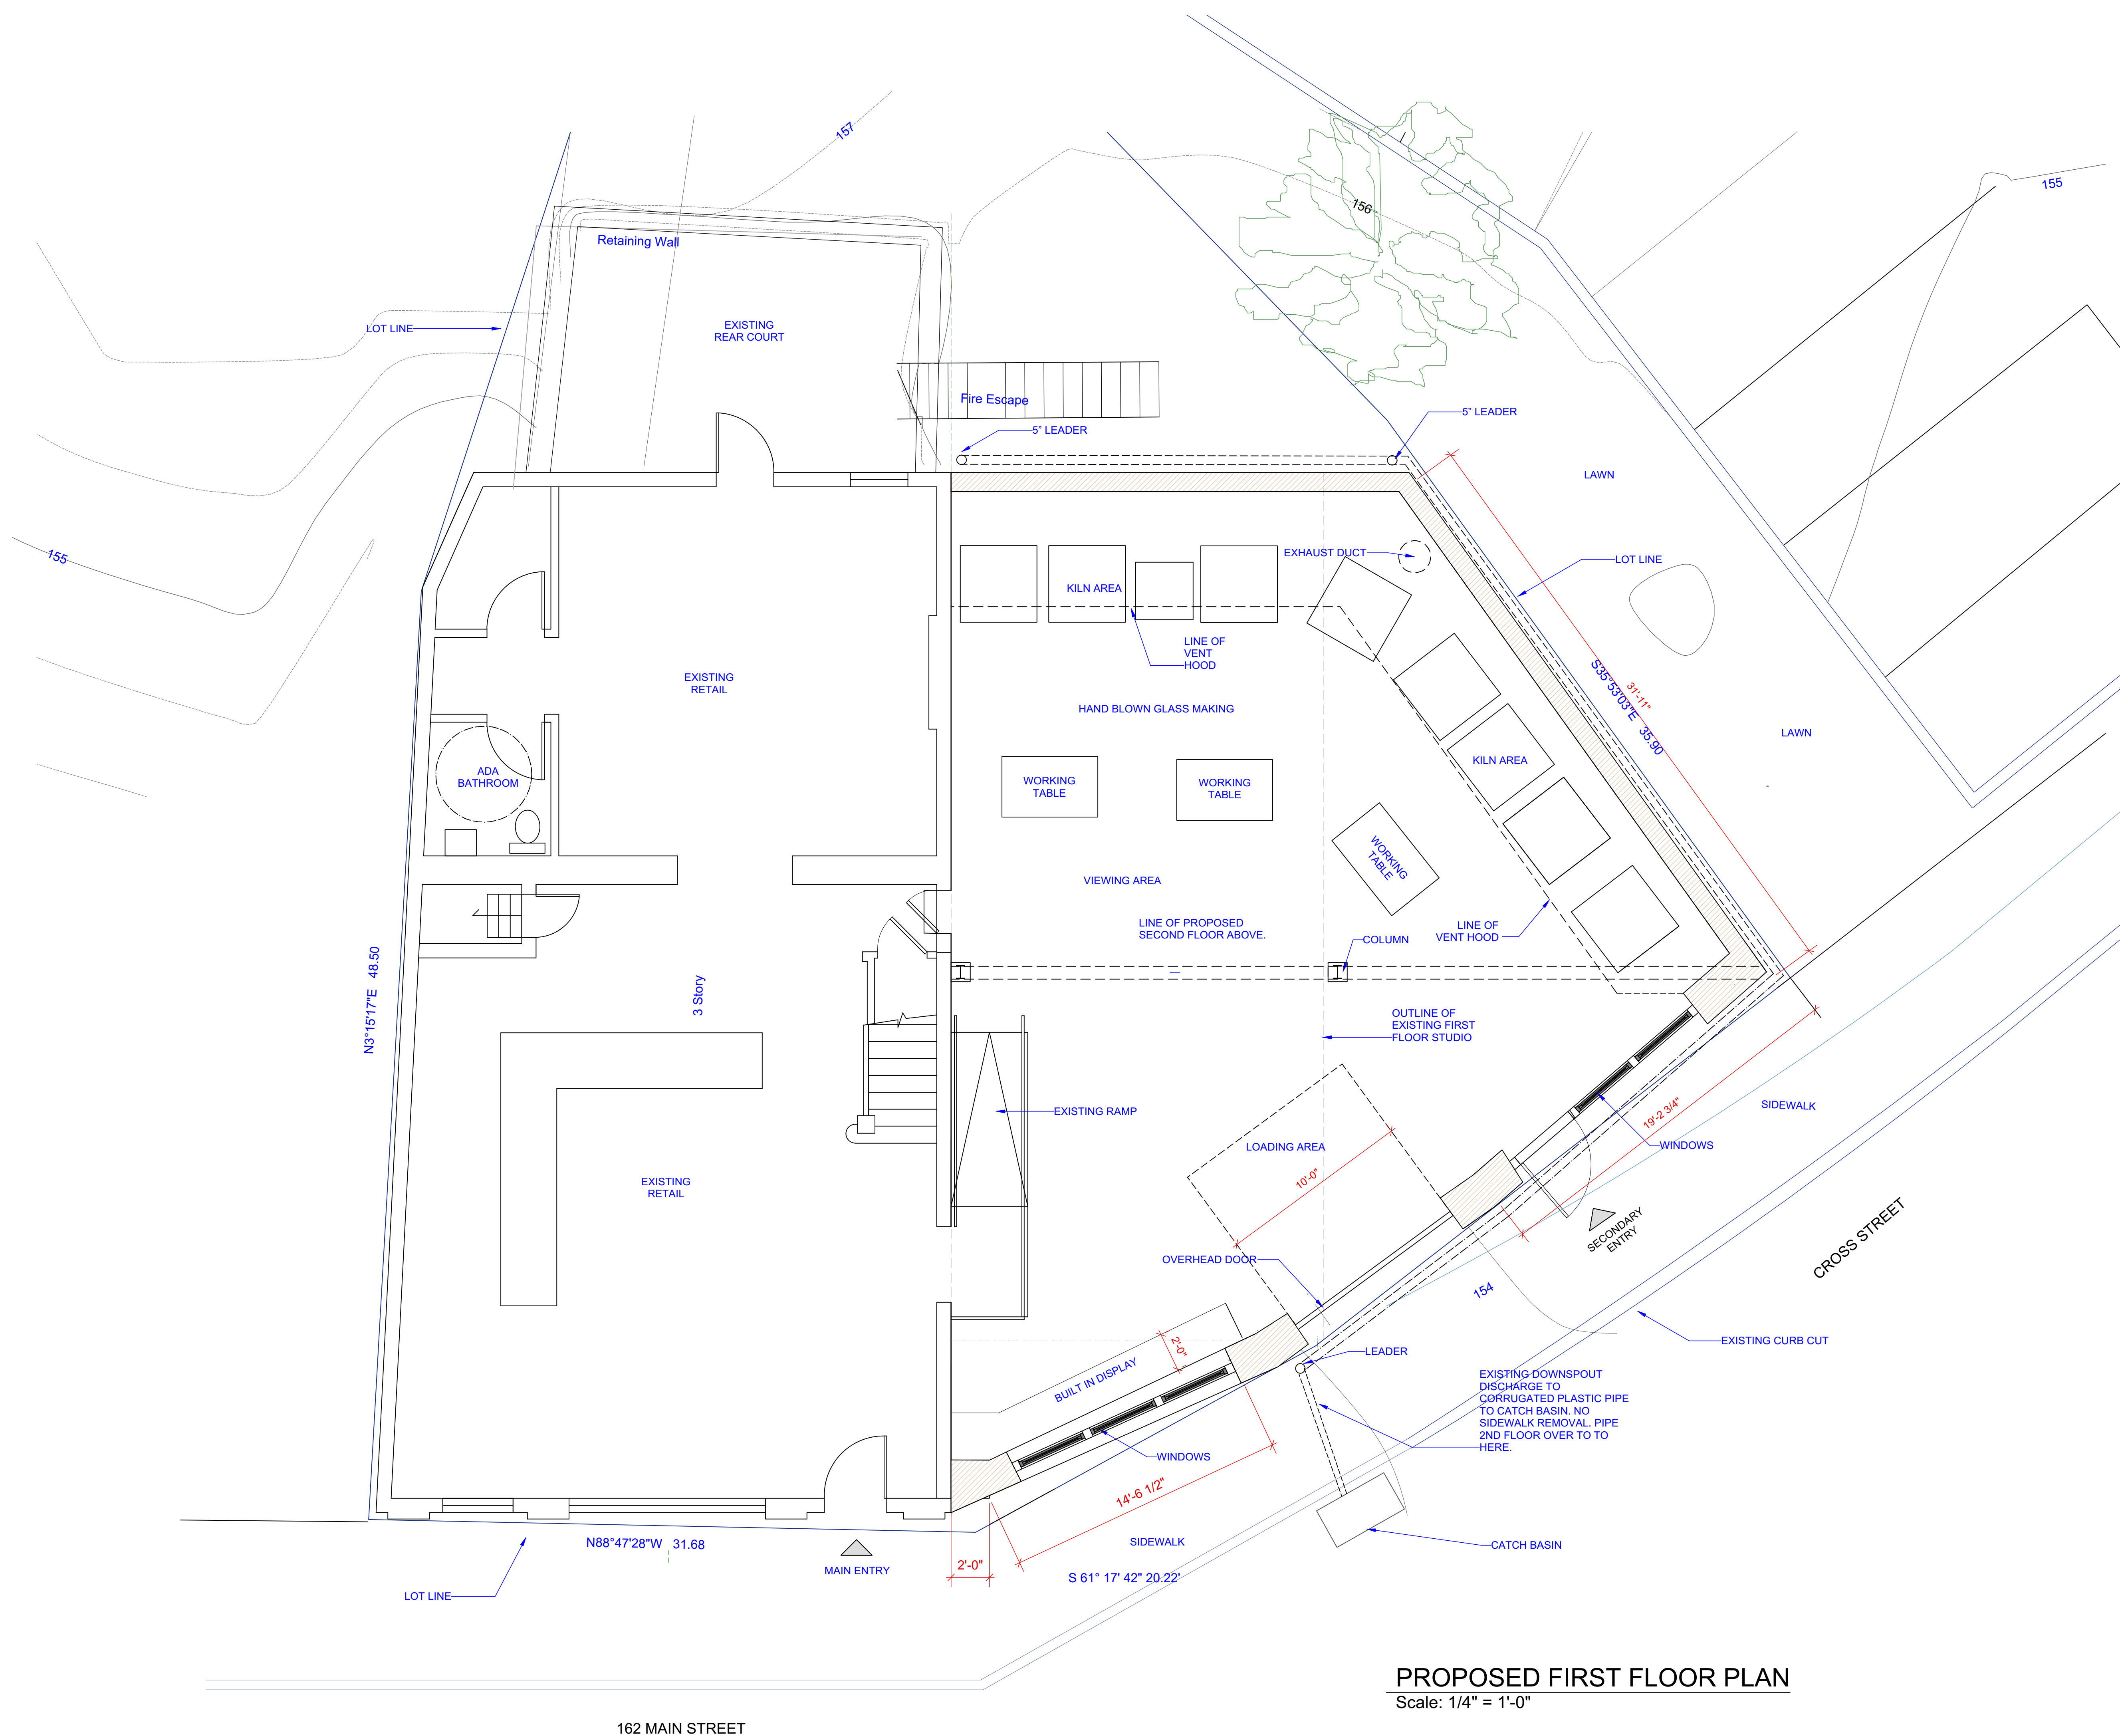 157
156
155
Retaining Wall
LOT LINE
EXISTING
REAR COURT
Fire Escape
5" LEADER
5" LEADER
LAWN
155
EXHAUST DUCT
LOT LINE
KILN AREA
LINE OF
VENT
HOOD
EXISTING
RETAIL
S35°53'03"E 35.90
31'-11"
HAND BLOWN GLASS MAKING
LAWN
ADA
BATHROOM
WORKING
TABLE
WORKING
TABLE
KILN AREA
WORKING
TABLE
VIEWING AREA
LINE OF PROPOSED
SECOND FLOOR ABOVE.
LINE OF
VENT HOOD
COLUMN
N3°15'17"E 48.50
3 Story
OUTLINE OF
EXISTING FIRST
FLOOR STUDIO
EXISTING RAMP
SIDEWALK
19'-2 3/4"
LOADING AREA
WINDOWS
10'-0"
EXISTING
RETAIL
SECONDARY
ENTRY
CROSS STREET
OVERHEAD DOOR
154
EXISTING CURB CUT
2'-0"
LEADER
BUILT IN DISPLAY
EXISTING DOWNSPOUT
DISCHARGE TO
CORRUGATED PLASTIC PIPE
TO CATCH BASIN. NO
SIDEWALK REMOVAL. PIPE
2ND FLOOR OVER TO TO
HERE.
WINDOWS
14'-6 1/2"
SIDEWALK
CATCH BASIN
N88°47'28"W 31.68
MAIN ENTRY
2'-0"
S 61° 17' 42" 20.22'
LOT LINE
PROPOSED FIRST FLOOR PLAN
Scale: 1/4" = 1'-0"
162 MAIN STREET